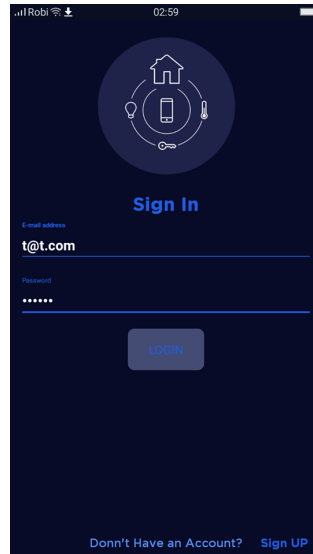 Robi 02:59
Sign In
E-mail address
t@t.com
Password
••••••
LOGIN
Donn't Have an Account? Sign UP